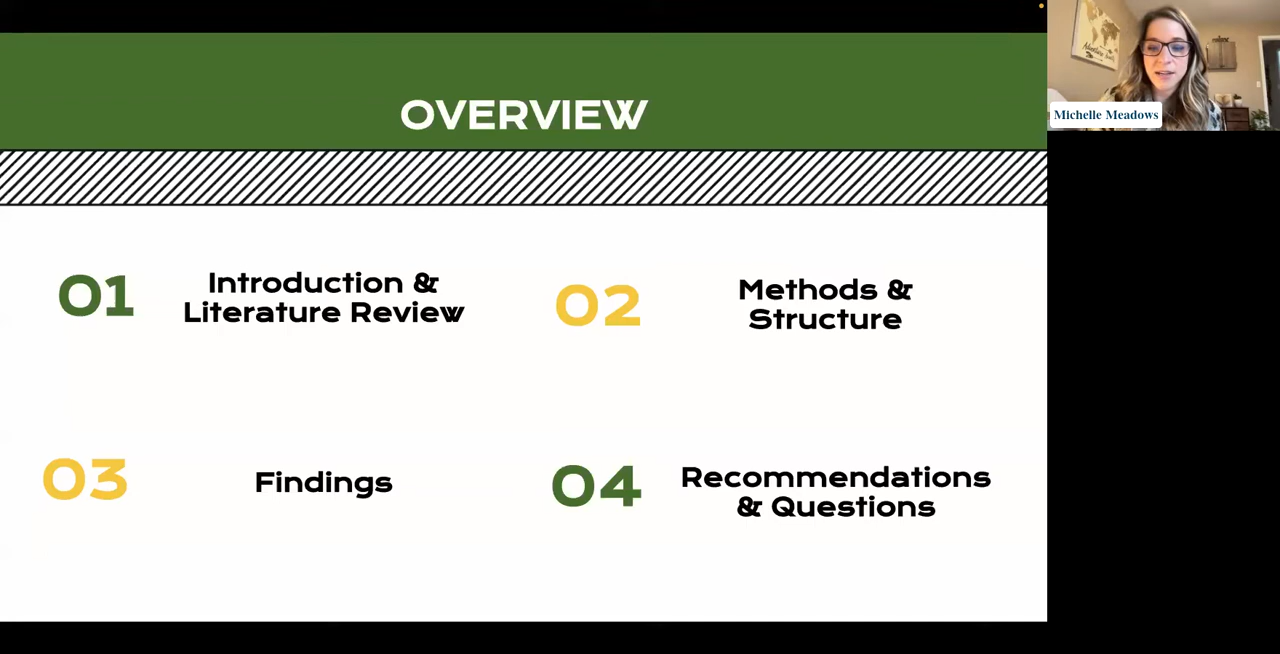 OVERVIEW
Michelle Meadows
01
Introduction &
Literature Review
02
Methods &
Structure
03
Findings
04
Recommendations
& Questions